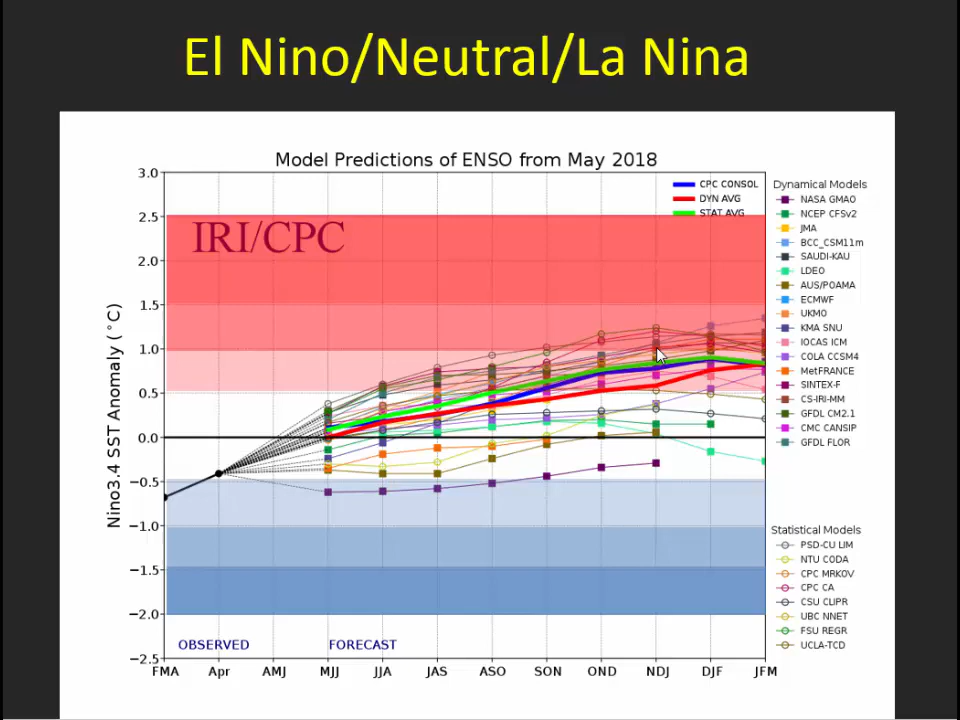 El Nino/Neutral/La Nina
Model Predictions of ENSO from May 2018
3.0
2.5
2.0
1.5
1.0
0.5
0.0
−0.5
−1.0
−1.5
−2.0
−2.5
Nino3.4 SST Anomaly (°C)
IRI/CPC
CPC CONSOL
DYN AVG
STAT AVG
OBSERVED
FORECAST
FMA Apr AMJ MJJ JJA JAS ASO SON OND NDJ DJF JFM
Dynamical Models
NASA GMAO
NCEP CFSv2
JMA
BCC_CSM11m
SAUDI-KAU
LDEO
AUS/POAMA
ECMWF
UKMO
KMA SNU
IOCAS ICM
COLA CCSM4
MetFRANCE
SINTEX-F
CS-IRI-MM
GFDL CM2.1
CMC CANSIP
GFDL FLOR
Statistical Models
PSD-CU LIM
NTU CODA
CPC MRKOV
CPC CA
CSU CLIPR
UBC NNET
FSU REGR
UCLA-TCD